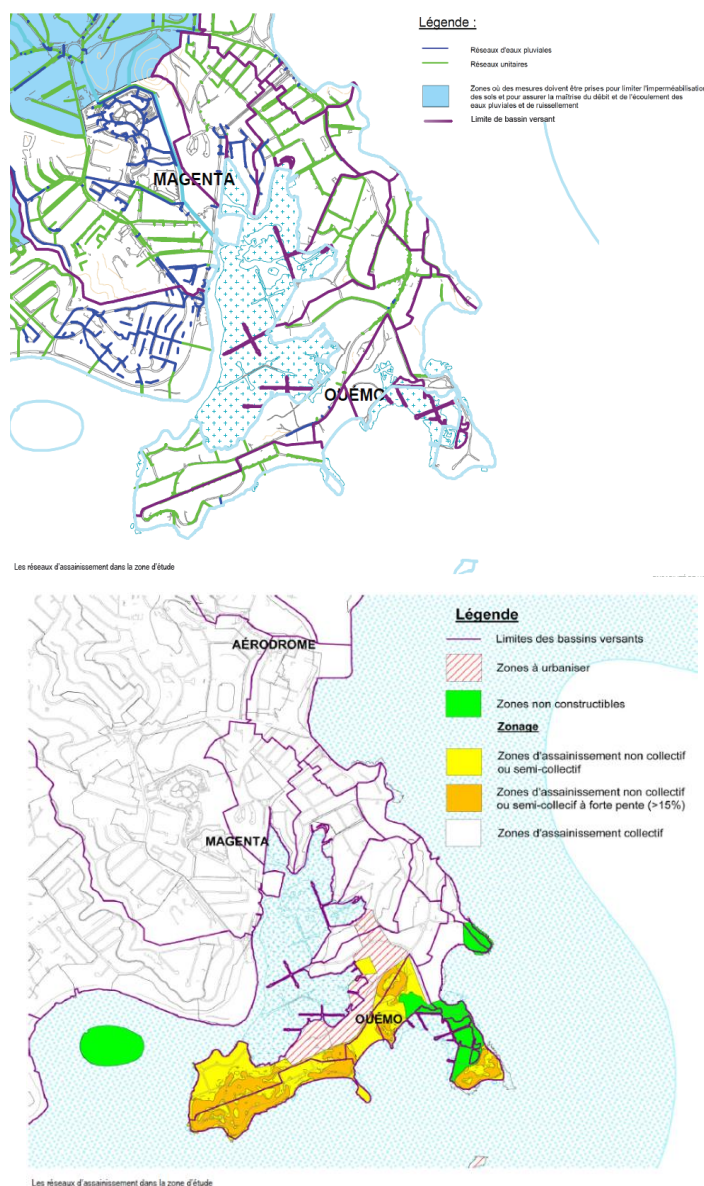 Légende :
Réseaux d'eaux pluviales
Réseaux unitaires
Zones où des mesures doivent être prises pour limiter l'imperméabilisation
des sols et pour assurer la maîtrise du débit et de l'écoulement des
eaux pluviales et de ruissellement
Limite de bassin versant
MAGENTA
OUÉMO
Les réseaux d'assainissement dans la zone d'étude
Légende
Limites des bassins versants
AÉRODROME
Zones à urbaniser
Zones non constructibles
Zonage
Zones d'assainissement non collectif
ou semi-collectif
Zones d'assainissement non collectif
ou semi-collecif à forte pente (>15%)
Zones d'assainissement collectif
MAGENTA
OUÉMO
Les réseaux d'assainissement dans la zone d'étude